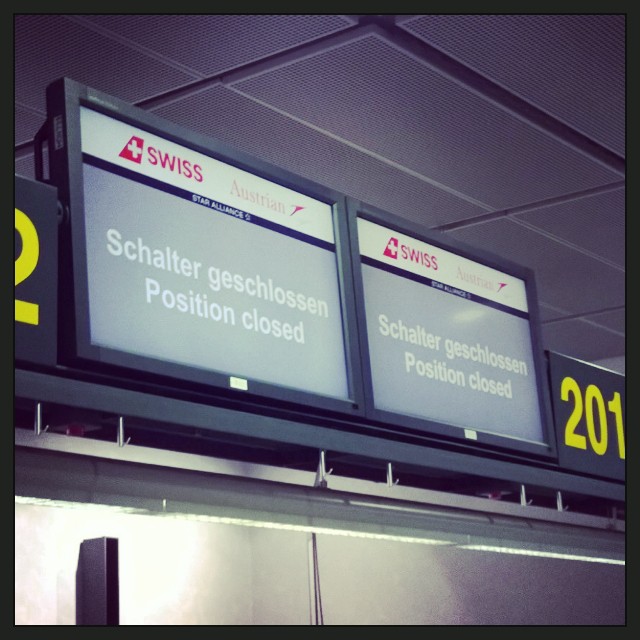 2
SWISS
Austrian
STAR ALLIANCE
Schalter geschlossen
Position closed
SWISS
Austrian
STAR ALLIANCE
Schalter geschlossen
Position closed
201